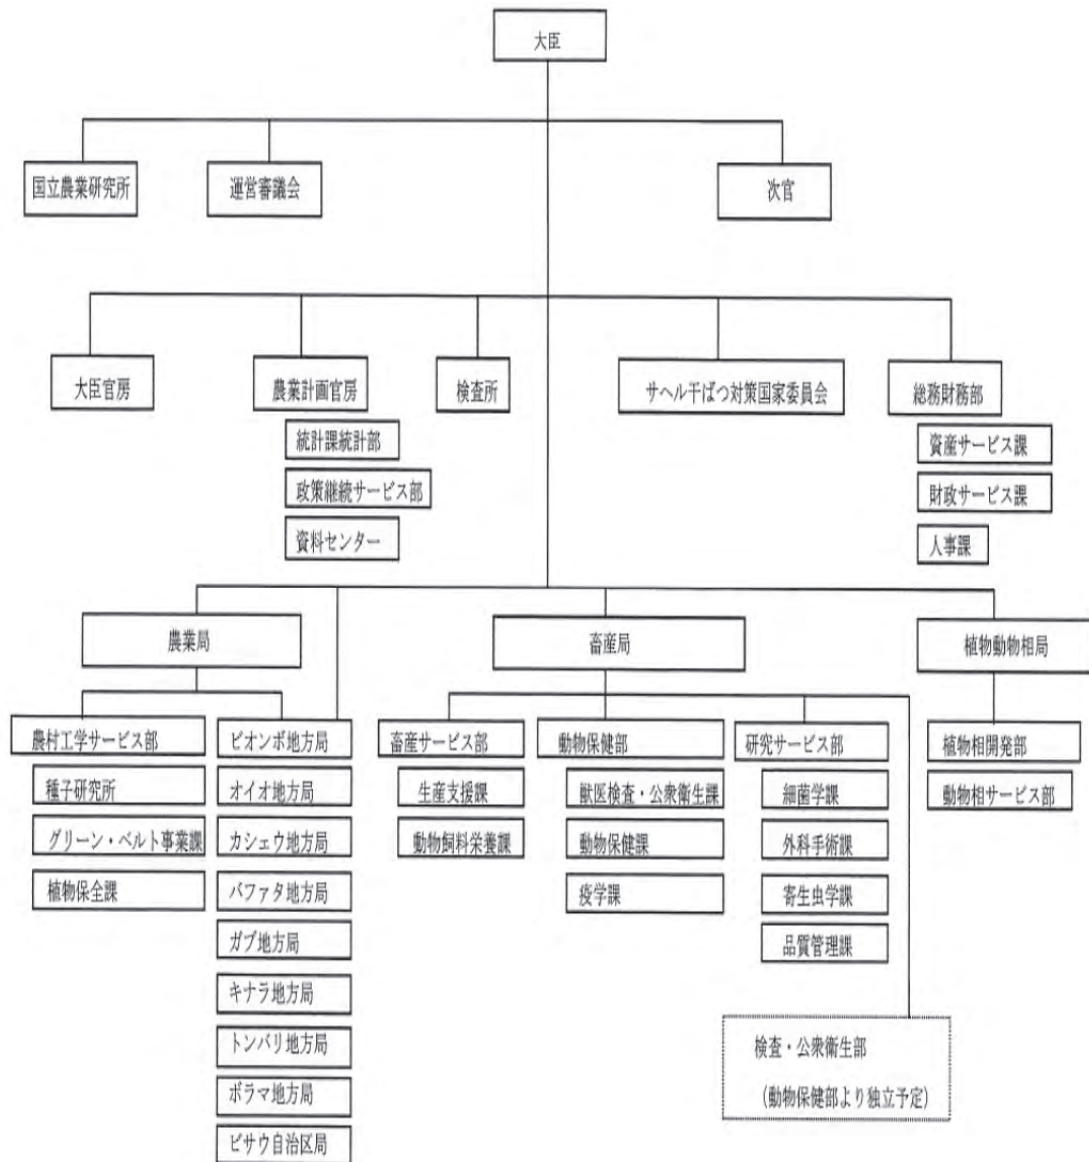 大臣
国立農業研究所
運営審議会
次官
大臣官房
農業計画官房
検査所
サヘル干ばつ対策国家委員会
総務財務部
統計課統計部
政策継続サービス部
資料センター
資産サービス課
財政サービス課
人事課
農業局
畜産局
植物動物相局
農村工学サービス部
種子研究所
グリーン・ベルト事業課
植物保全課
ビオンボ地方局
オイオ地方局
カシェウ地方局
バファタ地方局
ガブ地方局
キナラ地方局
トンバリ地方局
ボラマ地方局
ビサウ自治区局
畜産サービス部
生産支援課
動物飼料栄養課
動物保健部
獣医検査・公衆衛生課
動物保健課
疫学課
研究サービス部
細菌学課
外科手術課
寄生虫学課
品質管理課
検査・公衆衛生部
(動物保健部より独立予定)
植物相開発部
動物相サービス部